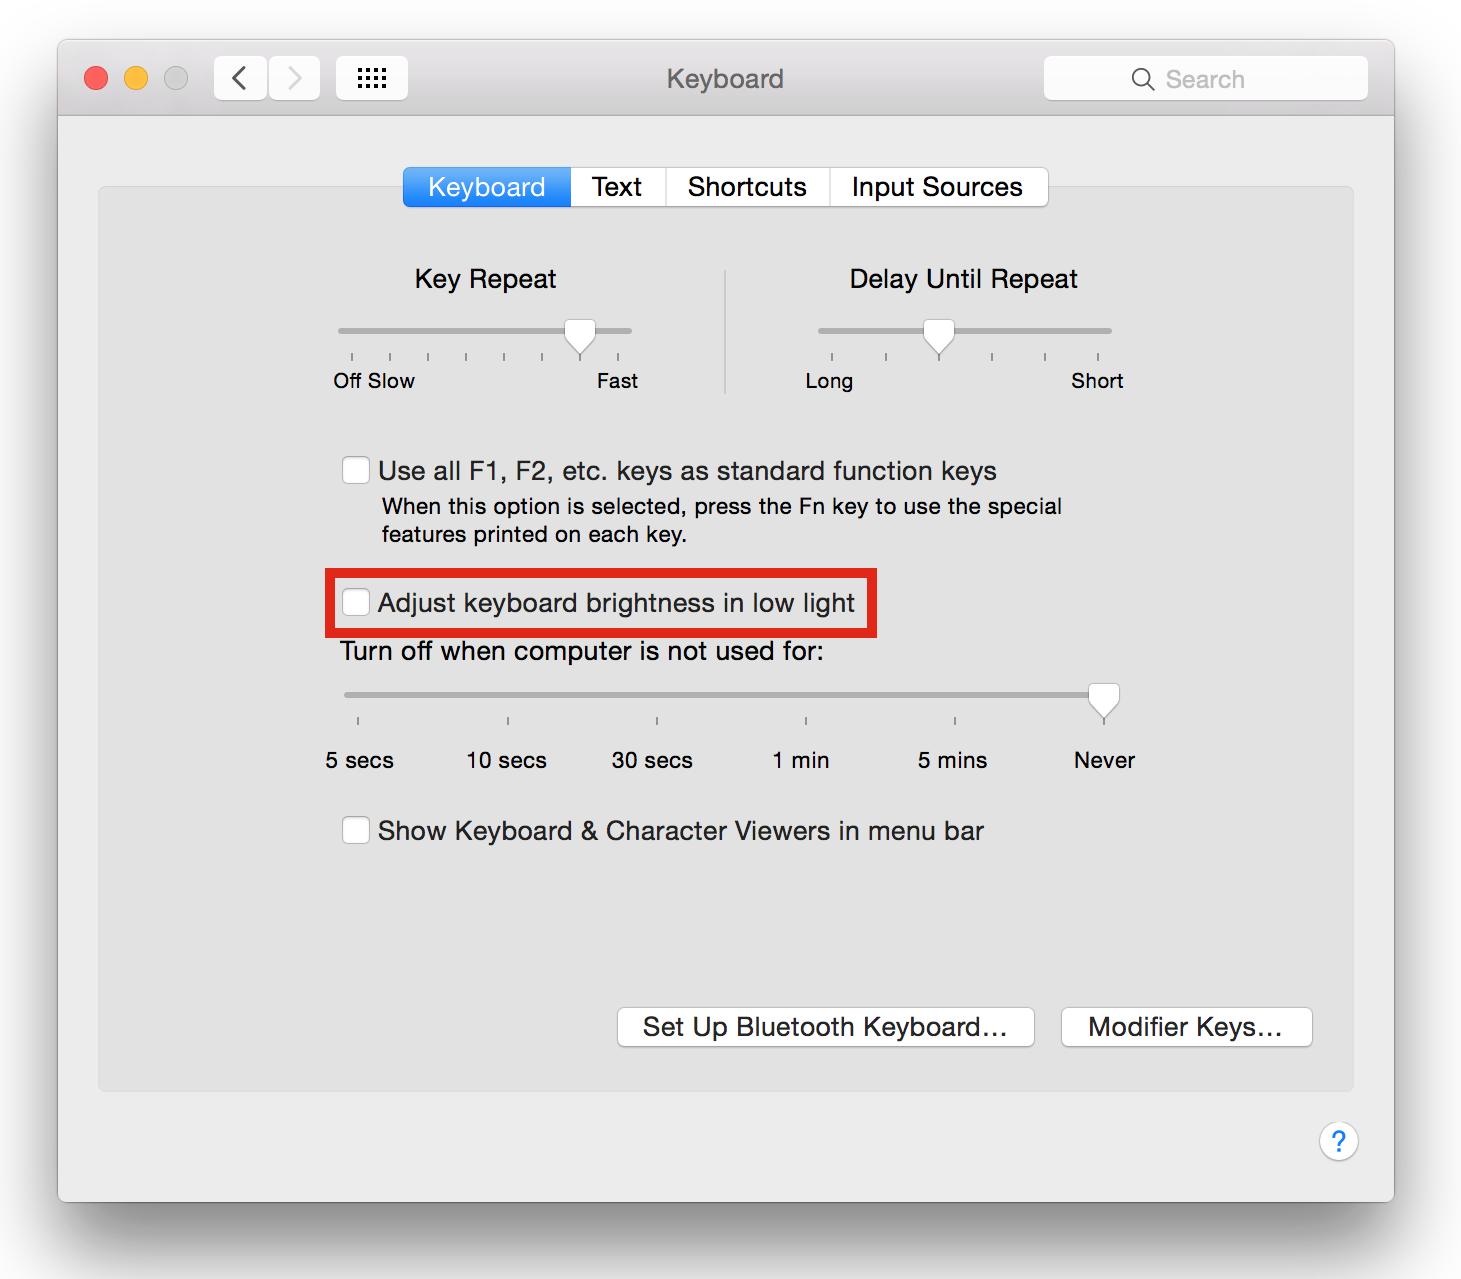 Keyboard
Search
Keyboard Text Shortcuts Input Sources
Key Repeat
Delay Until Repeat
Off Slow Fast
Long Short
Use all F1, F2, etc. keys as standard function keys
When this option is selected, press the Fn key to use the special
features printed on each key.
Adjust keyboard brightness in low light
Turn off when computer is not used for:
5 secs 10 secs 30 secs 1 min 5 mins Never
Show Keyboard & Character Viewers in menu bar
Set Up Bluetooth Keyboard... Modifier Keys...
?